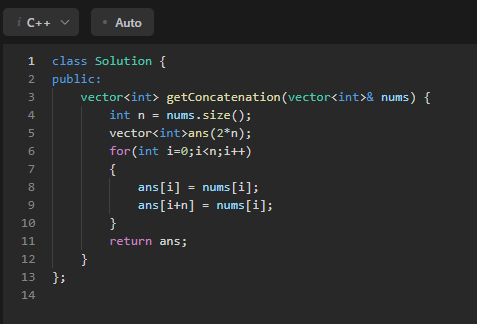 i C++ Auto
1 class Solution {
2 public:
3     vector<int> getConcatenation(vector<int>& nums) {
4         int n = nums.size();
5         vector<int>ans(2*n);
6         for(int i=0;i<n;i++)
7         {
8             ans[i] = nums[i];
9             ans[i+n] = nums[i];
10         }
11         return ans;
12     }
13 };
14